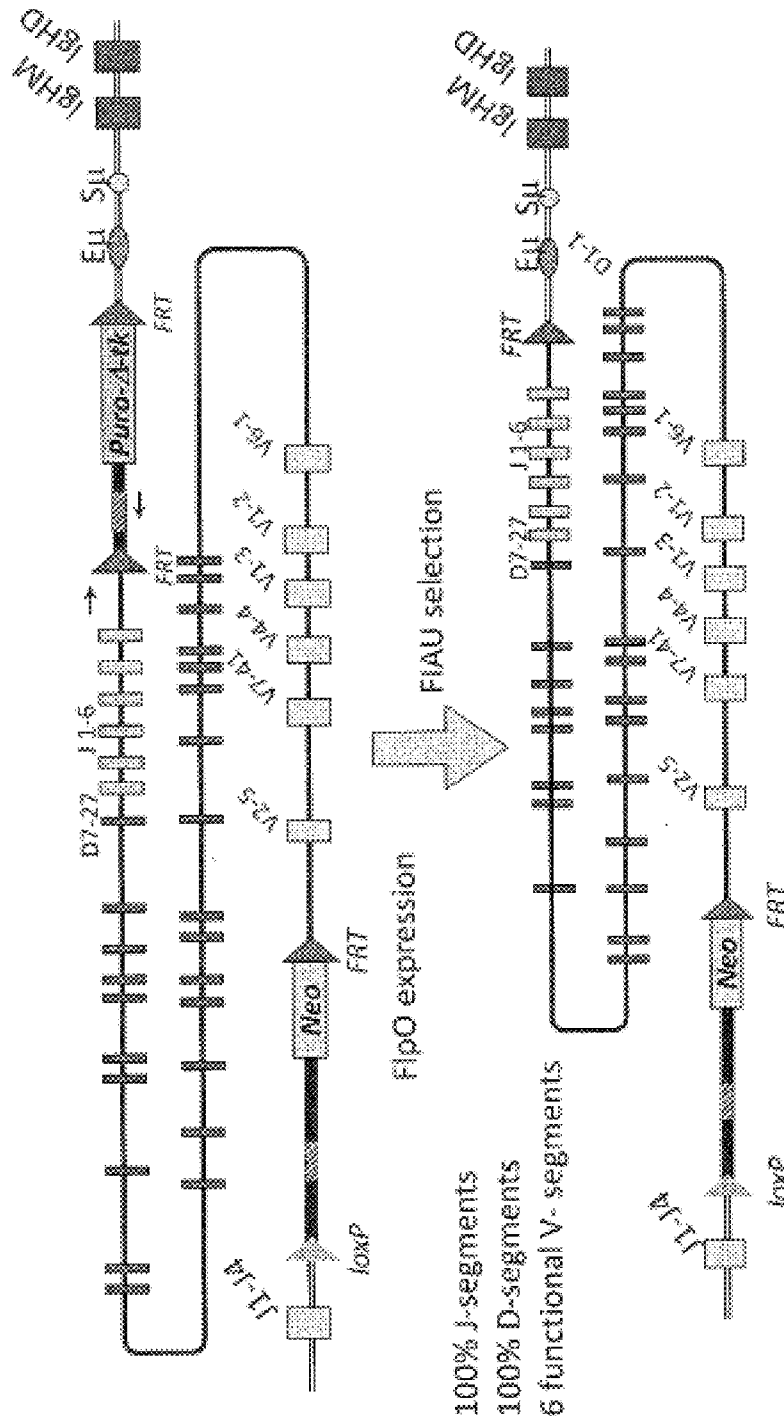 IgHD
IgHM
Sμ
Eμ
FRT
Puro-Δ-tk
FRT
J 1-6
D7-27
V6-1
V1-2
V1-3
V4-4
V7-41
V2-5
FRT
Neo
loxP
J1-J4
FlpO expression
FIAU selection
IgHD
IgHM
Sμ
Eμ
D1-1
FRT
J 1-6
D7-27
V6-1
V1-2
V1-3
V4-4
V7-41
V2-5
FRT
Neo
loxP
J1-J4
100% J-segments
100% D-segments
6 functional V- segments